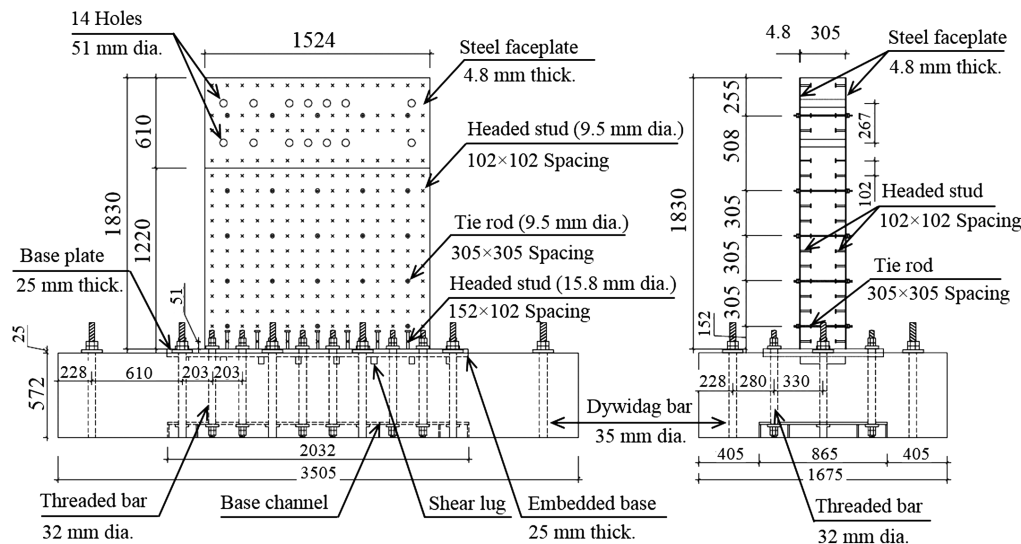 14 Holes
51 mm dia.
1524
Steel faceplate
4.8 mm thick.
610
1830
1220
Headed stud (9.5 mm dia.)
102×102 Spacing
Tie rod (9.5 mm dia.)
305×305 Spacing
Headed stud (15.8 mm dia.)
152×102 Spacing
Base plate
25 mm thick.
51
25
572
228
610
203
203
2032
3505
Threaded bar
32 mm dia.
Base channel
Shear lug
Embedded base
25 mm thick.
Dywidag bar
35 mm dia.
4.8
305
Steel faceplate
4.8 mm thick.
255
508
267
1830
102
305
305
305
Headed stud
102×102 Spacing
Tie rod
305×305 Spacing
152
228
280
330
405
865
405
1675
Threaded bar
32 mm dia.